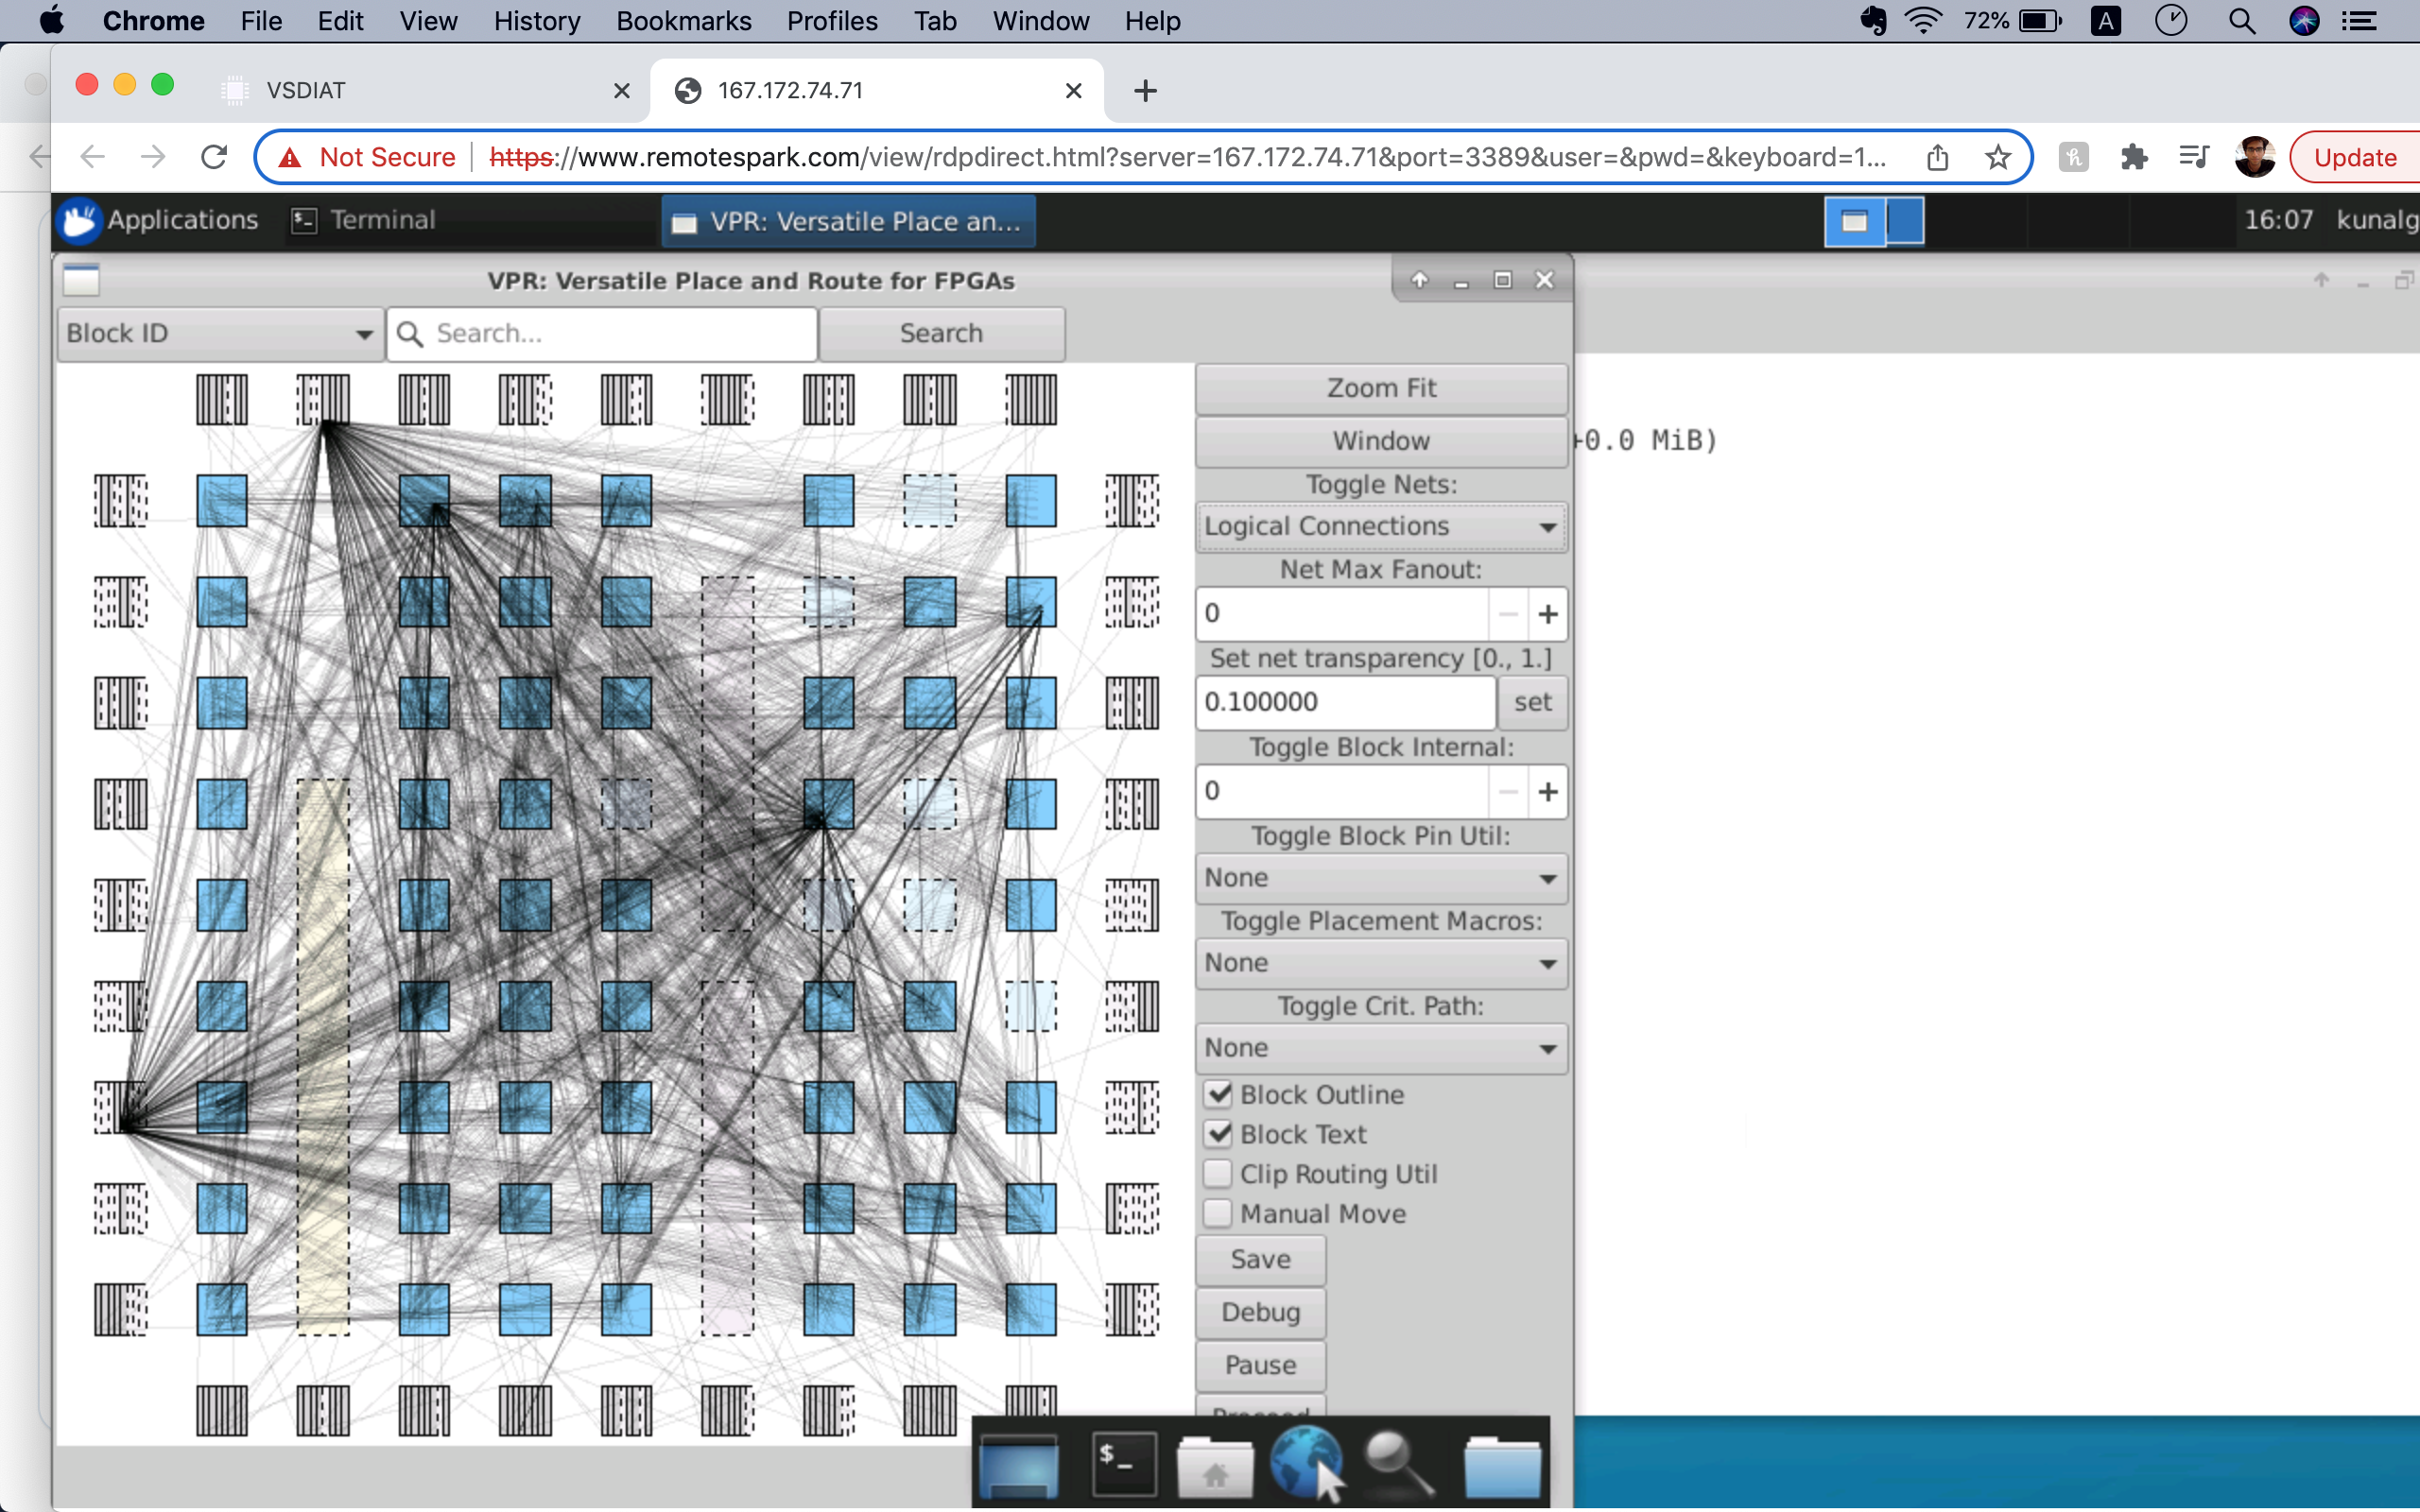 Chrome File Edit View History Bookmarks Profiles Tab Window Help 72% A
VSDIAT 167.172.74.71
Not Secure https://www.remotespark.com/view/rdpdirect.html?server=167.172.74.71&port=3389&user=&pwd=&keyboard=1... Update
Applications Terminal VPR: Versatile Place an... 16:07 kunalg
VPR: Versatile Place and Route for FPGAs
Block ID Search... Search
Zoom Fit
Window
+0.0 MiB)
Toggle Nets:
Logical Connections
Net Max Fanout:
0
Set net transparency [0., 1.]
0.100000 set
Toggle Block Internal:
0
Toggle Block Pin Util:
None
Toggle Placement Macros:
None
Toggle Crit. Path:
None
Block Outline
Block Text
Clip Routing Util
Manual Move
Save
Debug
Pause
$_